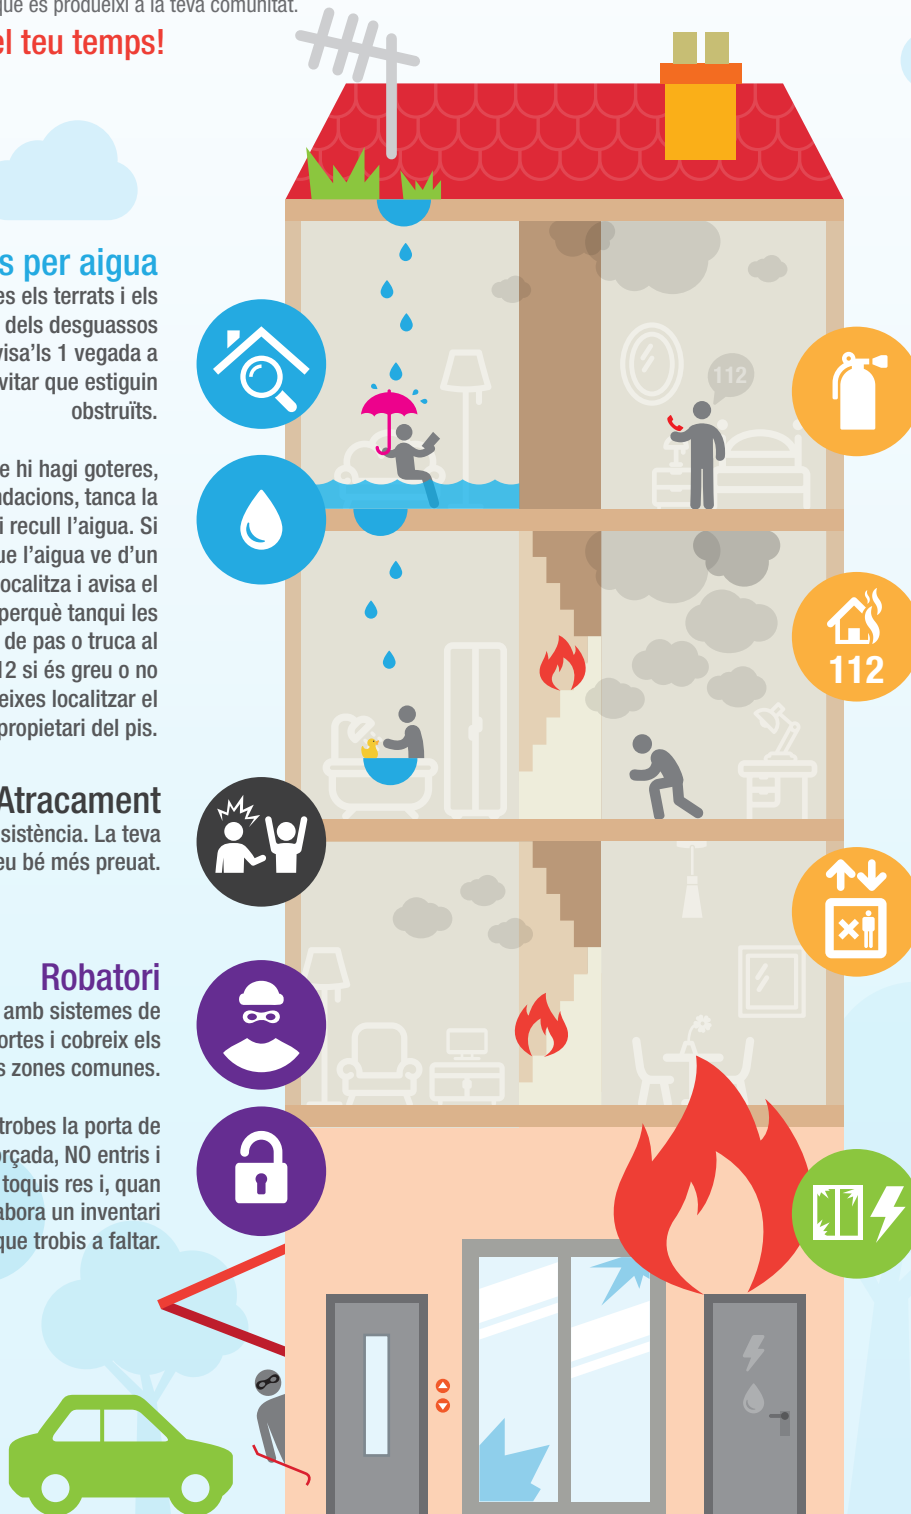 que es produeixi a la teva comunitat.
el teu temps!
s per aigua
es els terrats i els
dels desguassos
visa'ls 1 vegada a
vitar que estiguin
obstruïts.
e hi hagi goteres,
ndacions, tanca la
i recull l'aigua. Si
ue l'aigua ve d'un
ocalitza i avisa el
perquè tanqui les
de pas o truca al
12 si és greu o no
eixes localitzar el
propietari del pis.
Atracament
sistència. La teva
eu bé més preuat.
Robatori
amb sistemes de
ortes i cobreix els
s zones comunes.
trobes la porta de
orçada, NO entris i
toquis res i, quan
abora un inventari
que trobis a faltar.
112
112